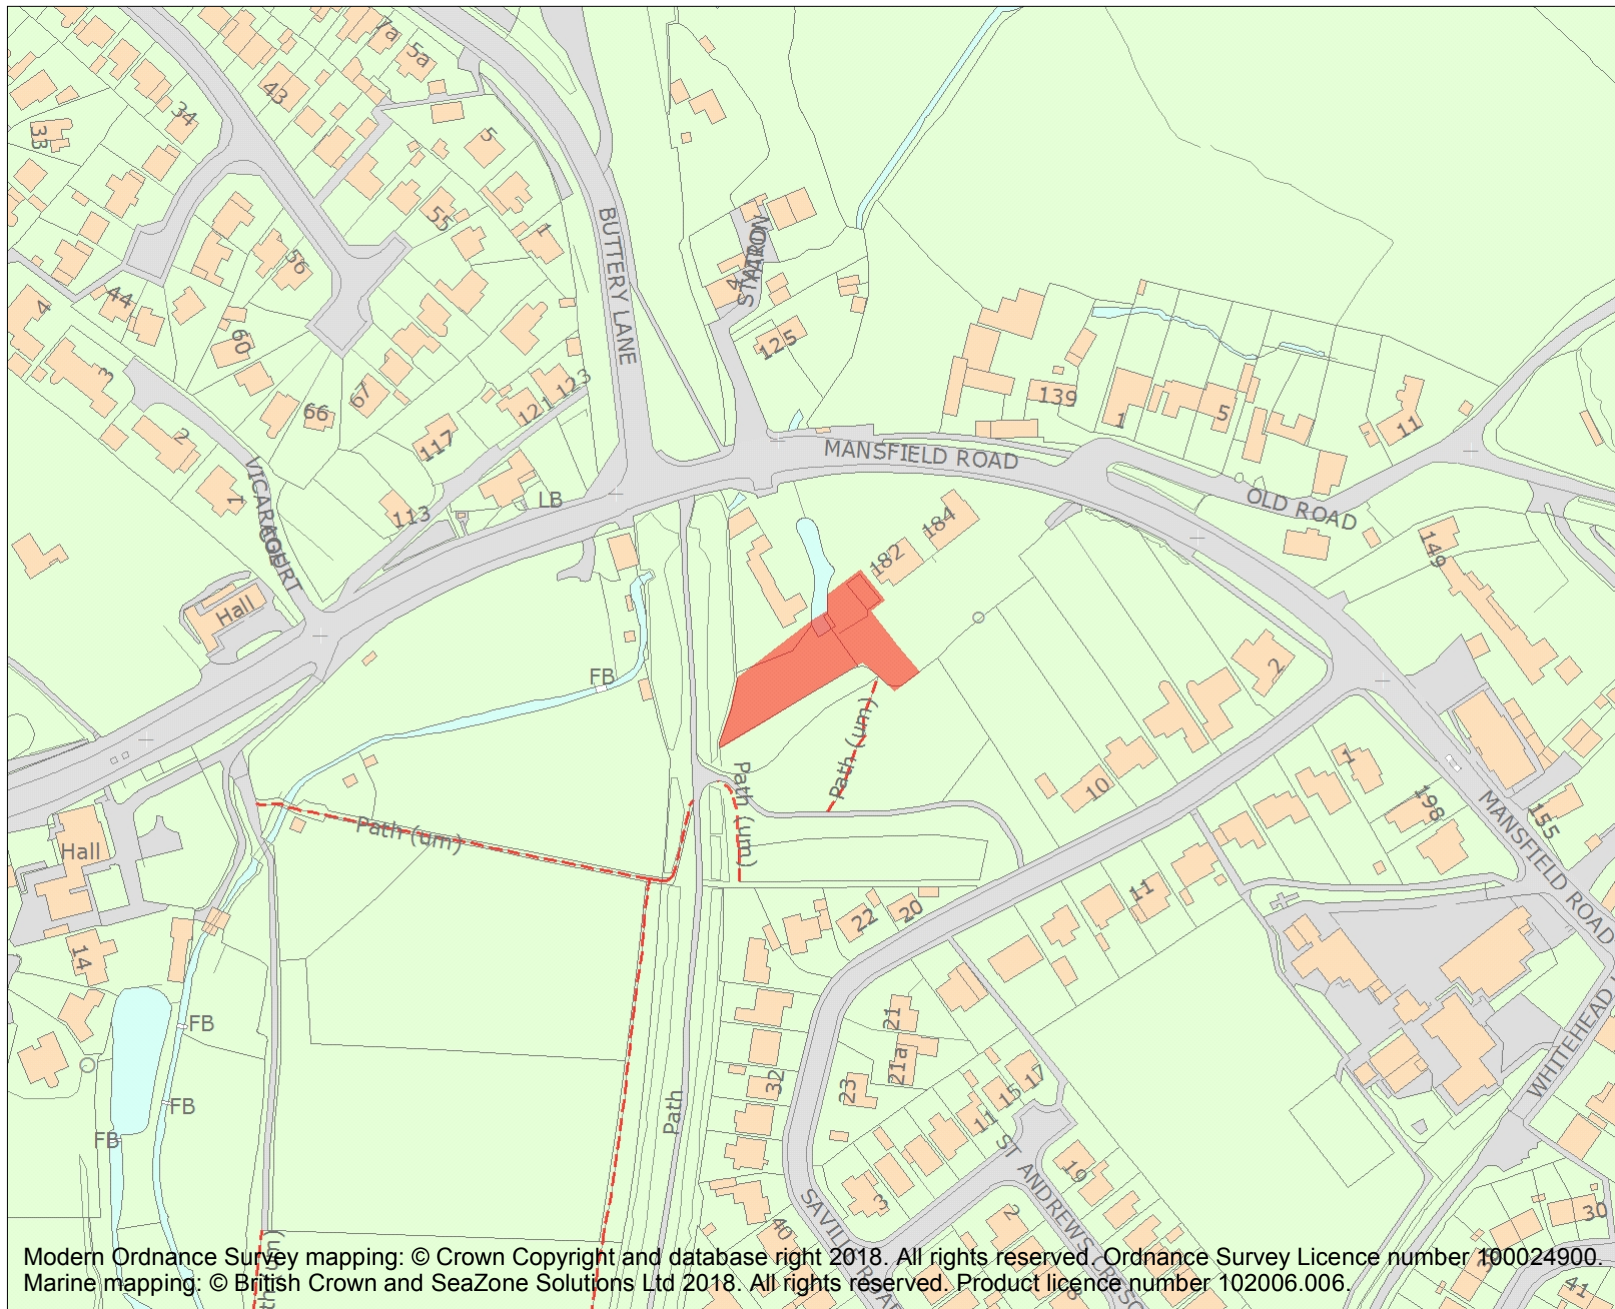 7a
5a
43
34
33
5
55
1
BUTTERY LANE
56
44
4
60
3
67
66
121
123
2
117
VICARAGE
COURT
1
113
LB
Hall
STATION
YARD
4
125
MANSFIELD ROAD
139
1
5
11
OLD ROAD
184
182
149
2
FB
Path (um)
Path (um)
Path (um)
10
1
198
155
MANSFIELD ROAD
Hall
14
22
20
11
FB
FB
FB
Path
32
21
21a
23
17
15
11
3
19
2
ST ANDREWS
SAVILLE ROAD
40
WHITEHEAD
30
41
Modern Ordnance Survey mapping: © Crown Copyright and database right 2018. All rights reserved. Ordnance Survey Licence number 100024900.
Marine mapping: © British Crown and SeaZone Solutions Ltd 2018. All rights reserved. Product licence number 102006.006.